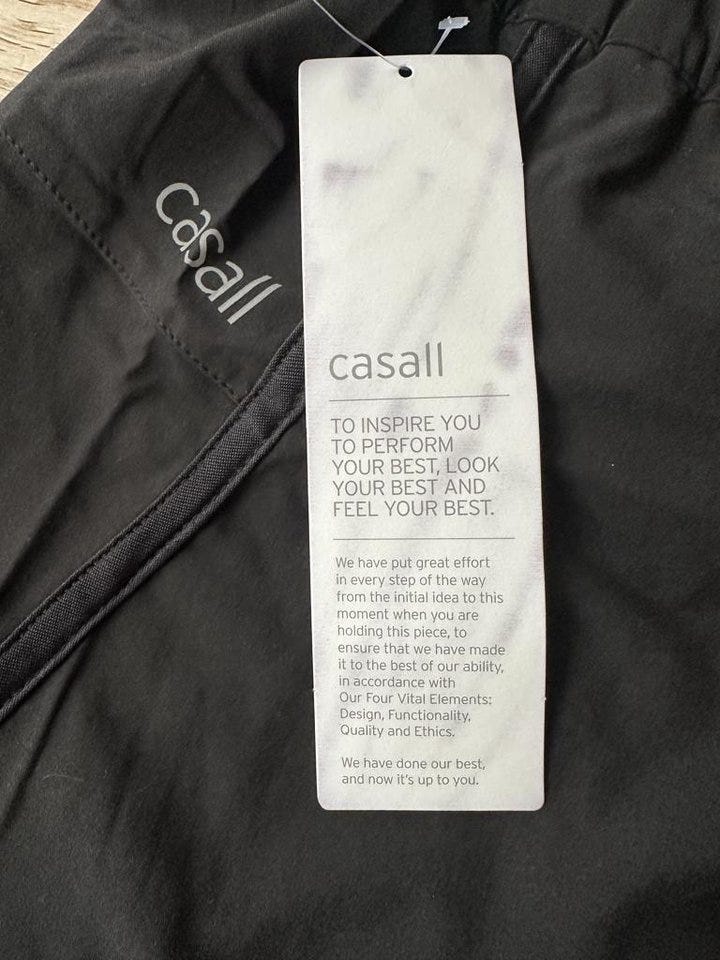 casall
casall
TO INSPIRE YOU
TO PERFORM
YOUR BEST, LOOK
YOUR BEST AND
FEEL YOUR BEST.
We have put great effort
in every step of the way
from the initial idea to this
moment when you are
holding this piece, to
ensure that we have made
it to the best of our ability,
in accordance with
Our Four Vital Elements:
Design, Functionality,
Quality and Ethics.
We have done our best,
and now it's up to you.